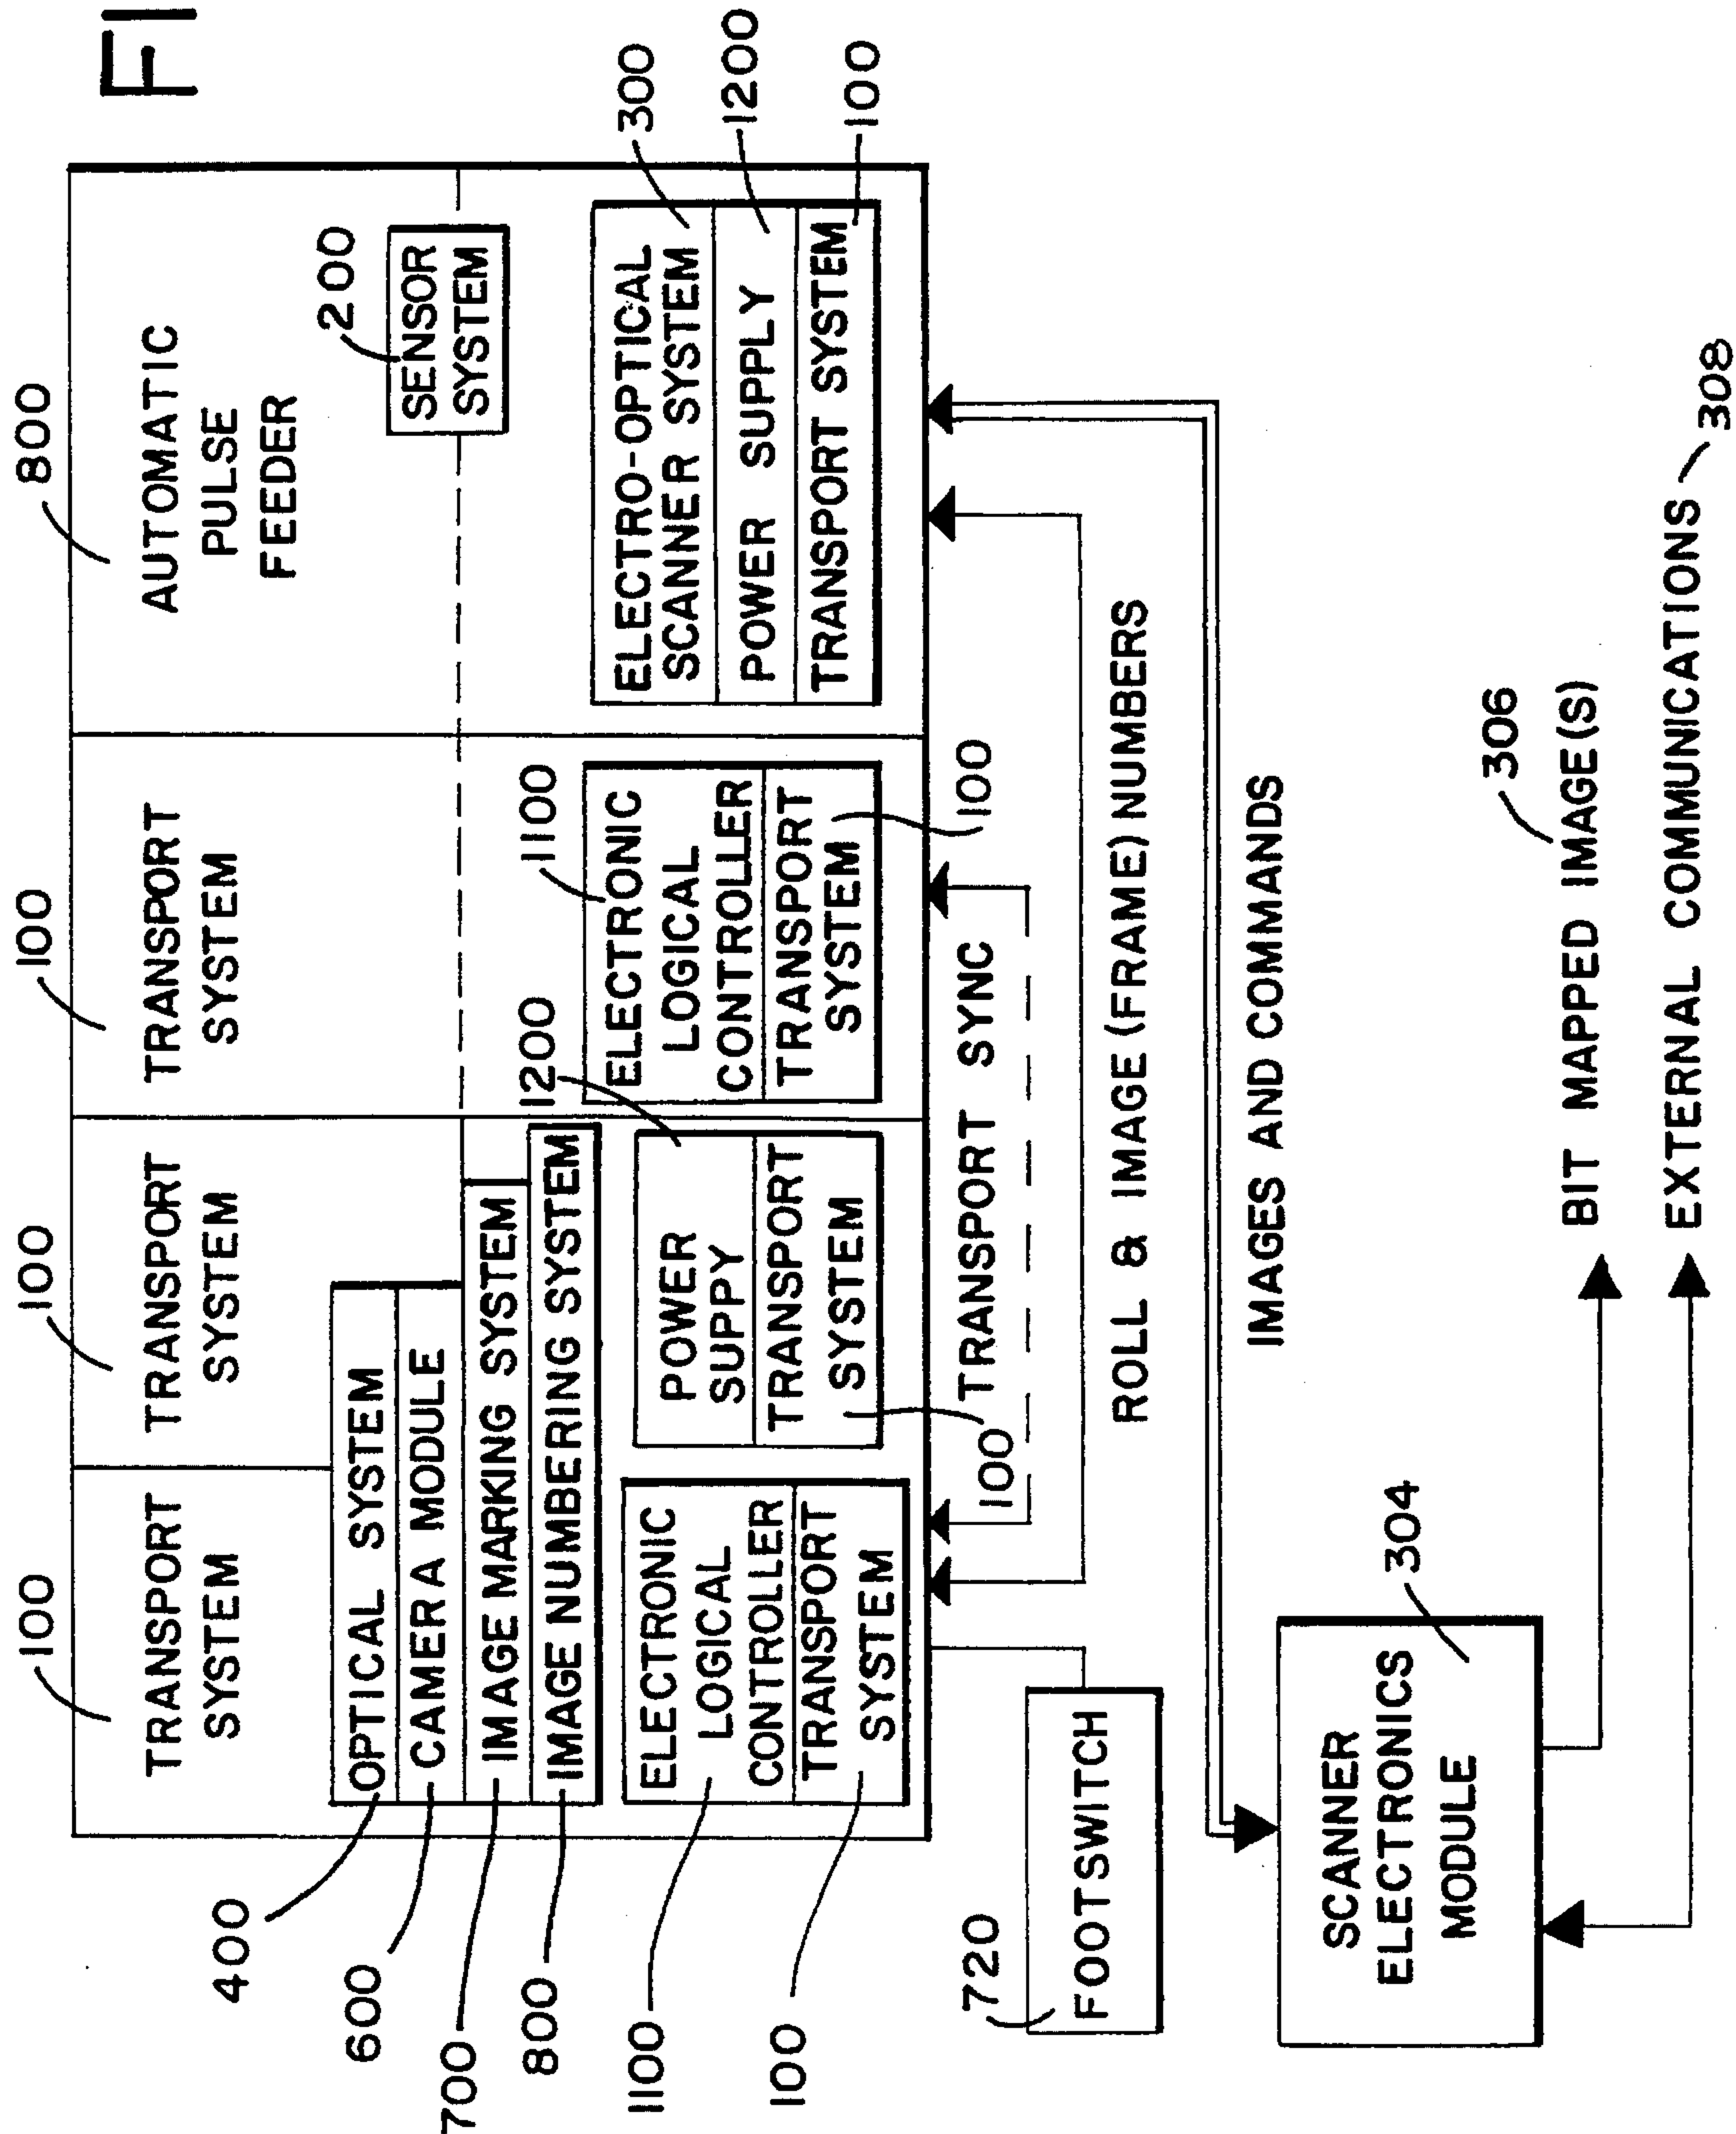 FI
100
100
100
800
TRANSPORT
SYSTEM
TRANSPORT
SYSTEM
TRANSPORT
SYSTEM
AUTOMATIC
PULSE
FEEDER
200
SENSOR
SYSTEM
400
OPTICAL SYSTEM
600
CAMERA MODULE
700
IMAGE MARKING SYSTEM
800
IMAGE NUMBERING SYSTEM
1100
ELECTRONIC
LOGICAL
CONTROLLER
100
TRANSPORT
SYSTEM
1200
POWER
SUPPY
TRANSPORT
SYSTEM
100
1100
ELECTRONIC
LOGICAL
CONTROLLER
TRANSPORT
SYSTEM
100
ELECTRO-OPTICAL
SCANNER SYSTEM
300
POWER SUPPLY
1200
TRANSPORT SYSTEM
100
TRANSPORT SYNC
720
FOOTSWITCH
ROLL & IMAGE (FRAME) NUMBERS
IMAGES AND COMMANDS
SCANNER
ELECTRONICS
MODULE
304
306
BIT MAPPED IMAGE(S)
EXTERNAL COMMUNICATIONS
308